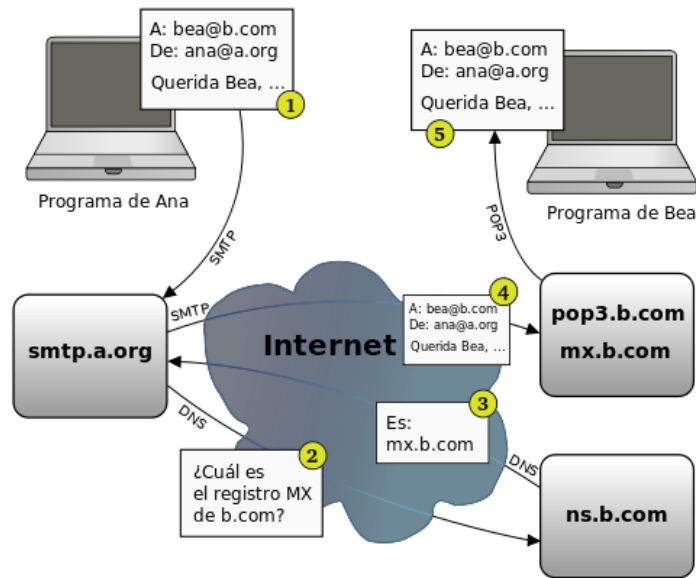 A: bea@b.com
De: ana@a.org
Querida Bea, ...
1
Programa de Ana
A: bea@b.com
De: ana@a.org
Querida Bea, ...
5
Programa de Bea
SMTP
POP3
smtp.a.org
SMTP
Internet
A: bea@b.com
De: ana@a.org
Querida Bea, ...
4
pop3.b.com
mx.b.com
DNS
¿Cuál es
el registro MX
de b.com?
2
Es:
mx.b.com
3
DNS
ns.b.com